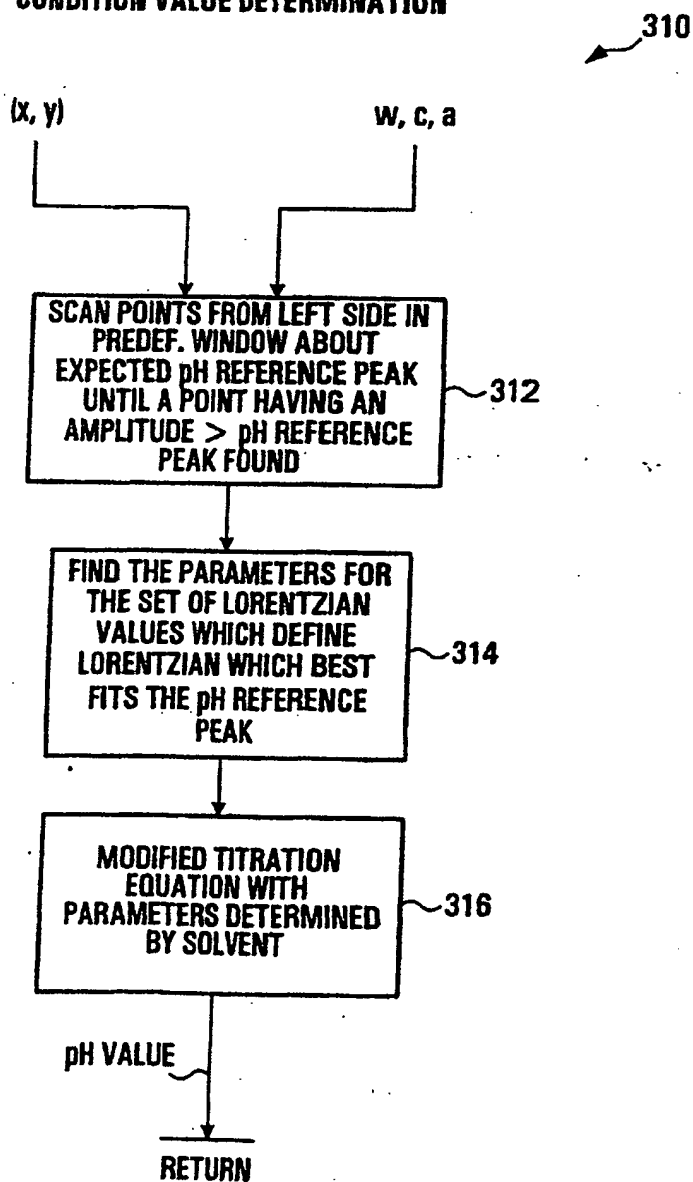 CONDITION VALUE DETERMINATION
310
(x, y)
w, c, a
SCAN POINTS FROM LEFT SIDE IN
PREDEF. WINDOW ABOUT
EXPECTED pH REFERENCE PEAK
UNTIL A POINT HAVING AN
AMPLITUDE > pH REFERENCE
PEAK FOUND
312
FIND THE PARAMETERS FOR
THE SET OF LORENTZIAN
VALUES WHICH DEFINE
LORENTZIAN WHICH BEST
FITS THE pH REFERENCE
PEAK
314
MODIFIED TITRATION
EQUATION WITH
PARAMETERS DETERMINED
BY SOLVENT
316
pH VALUE
RETURN